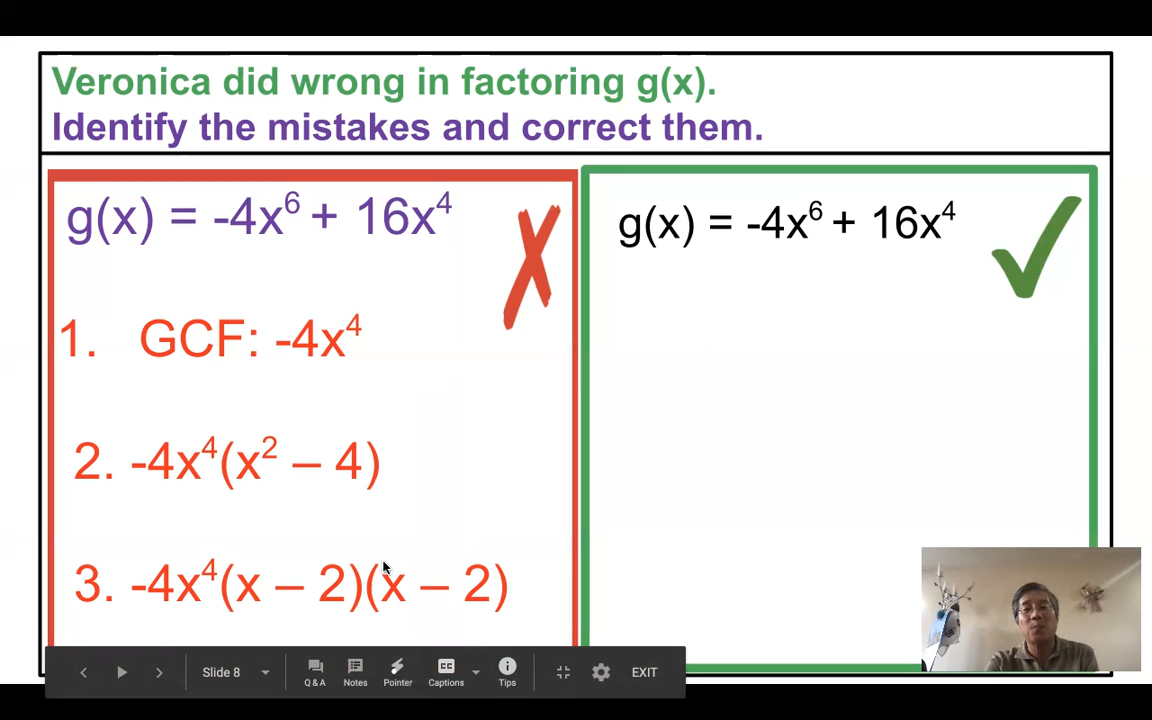 Veronica did wrong in factoring g(x).
Identify the mistakes and correct them.
g(x) = -4x⁶ + 16x⁴
1. GCF: -4x⁴
2. -4x⁴(x² – 4)
3. -4x⁴(x – 2)(x – 2)
g(x) = -4x⁶ + 16x⁴
Slide 8
Q & A
Notes
Pointer
CC
Captions
Tips
EXIT